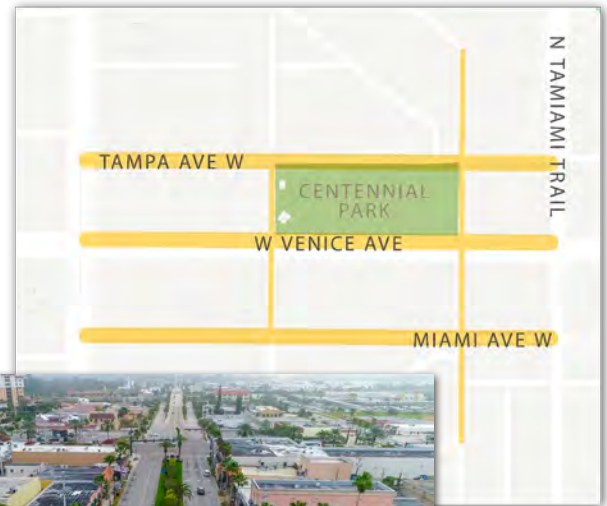 N TAMIAMI TRAIL
TAMPA AVE W
CENTENNIAL
PARK
W VENICE AVE
MIAMI AVE W